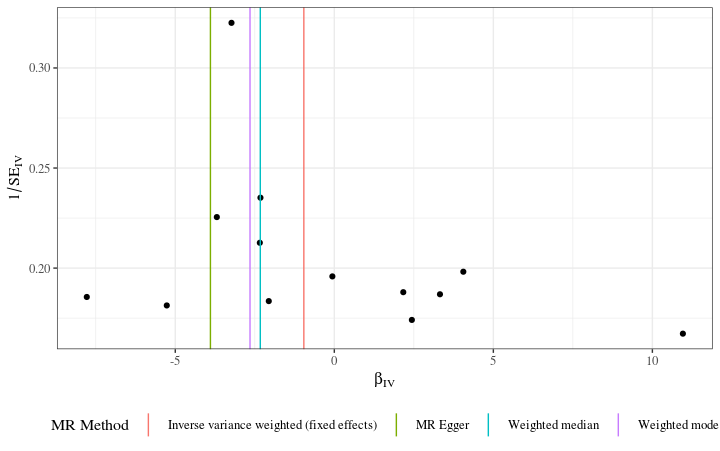 0.30
0.25
0.20
1/SE_IV
-5 0 5 10
β_IV
MR Method Inverse variance weighted (fixed effects) MR Egger Weighted median Weighted mode